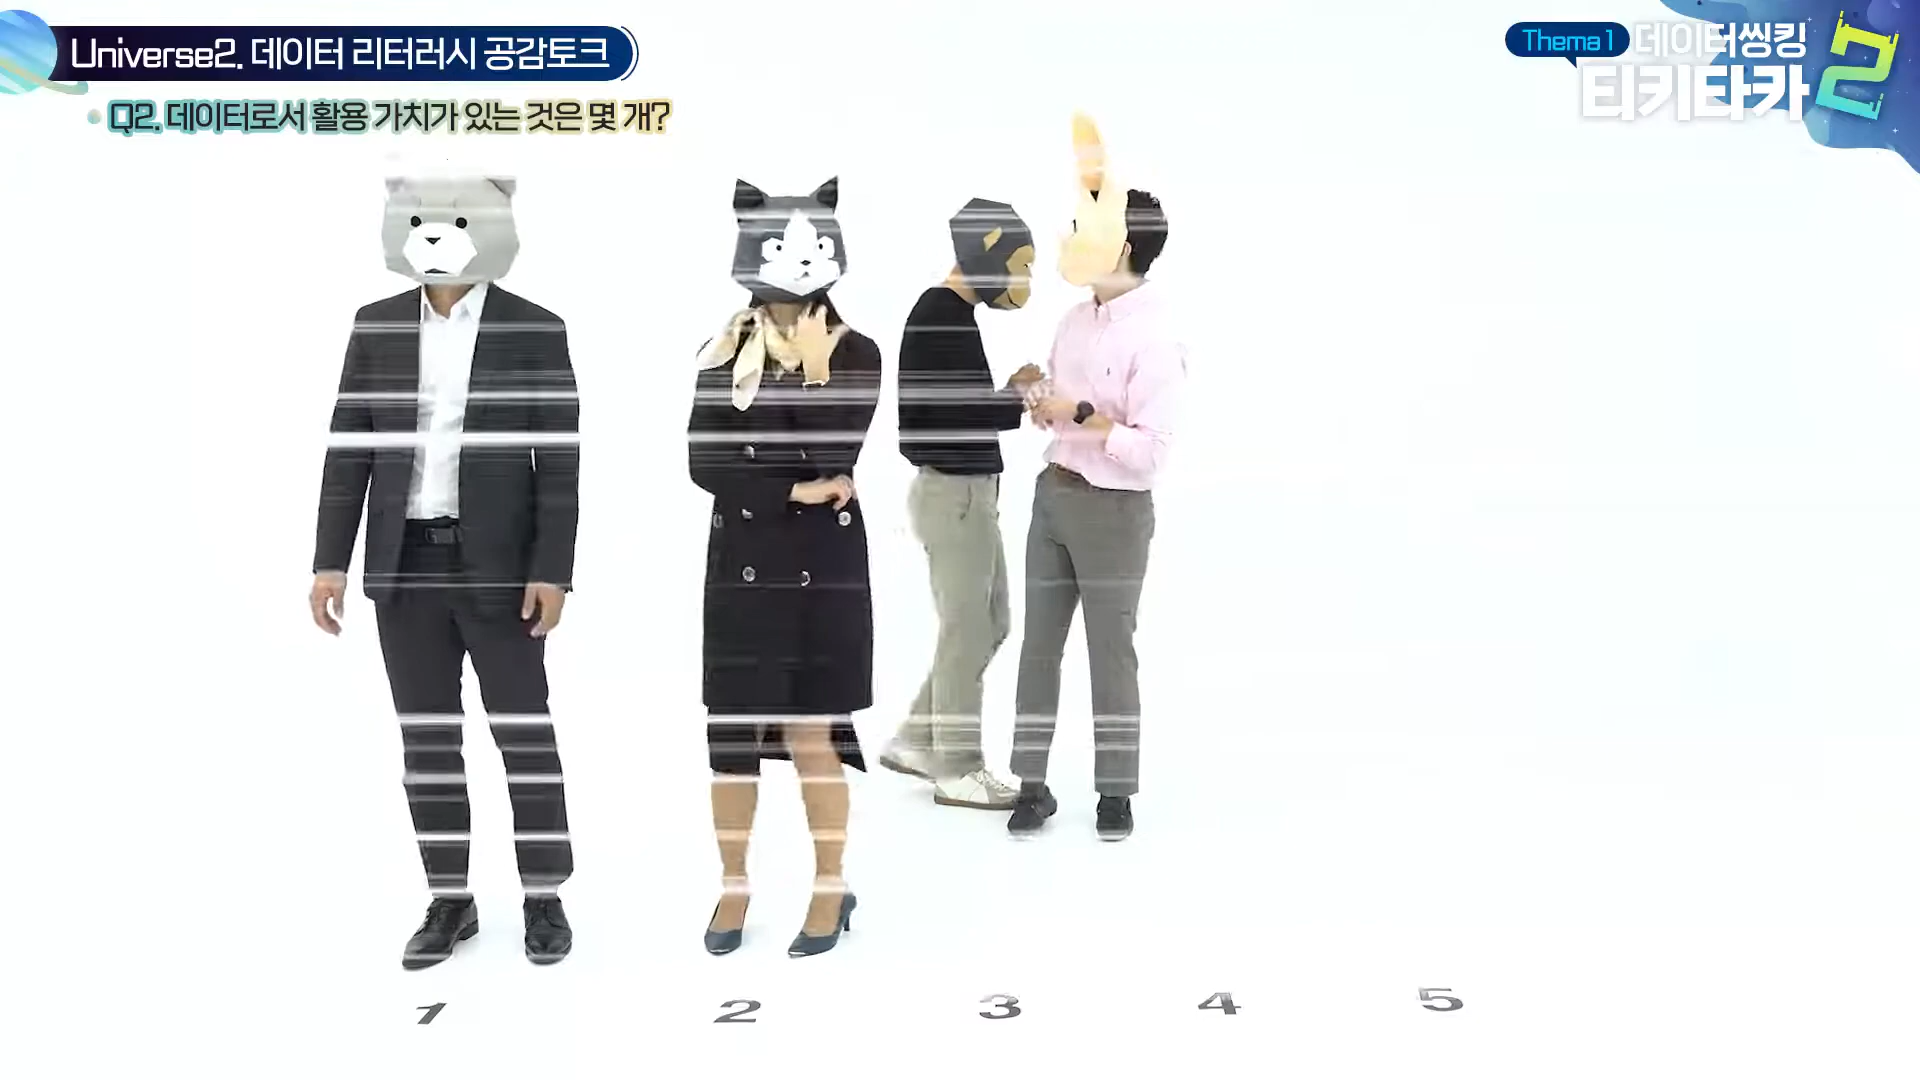 Universe2. 데이터 리터러시 공감토크
Thema 1 데이터씽킹
티키타카 2
Q2. 데이터로서 활용 가치가 있는 것은 몇 개?
1 2 3 4 5